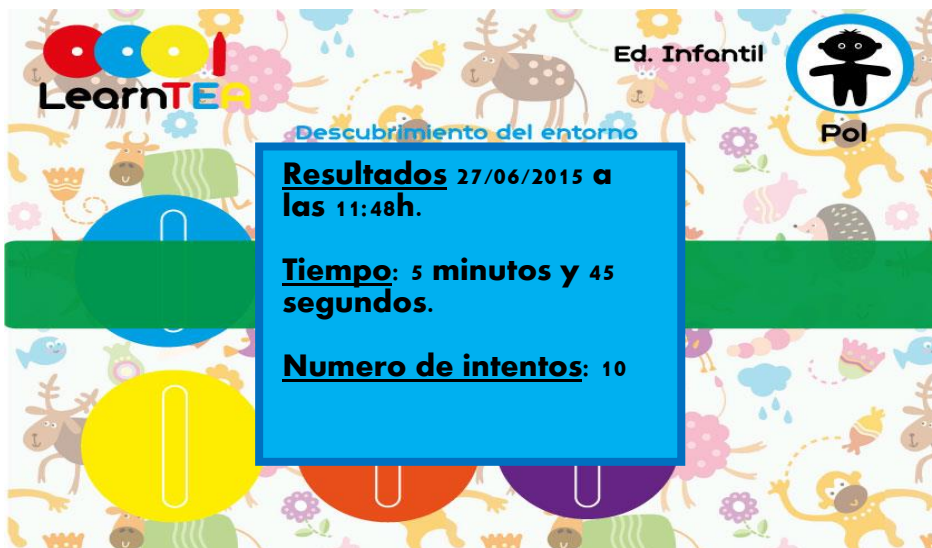 LearnTEA
Ed. Infantil
Pol
Descubrimiento del entorno
Resultados 27/06/2015 a
las 11:48h.
Tiempo: 5 minutos y 45
segundos.
Numero de intentos: 10